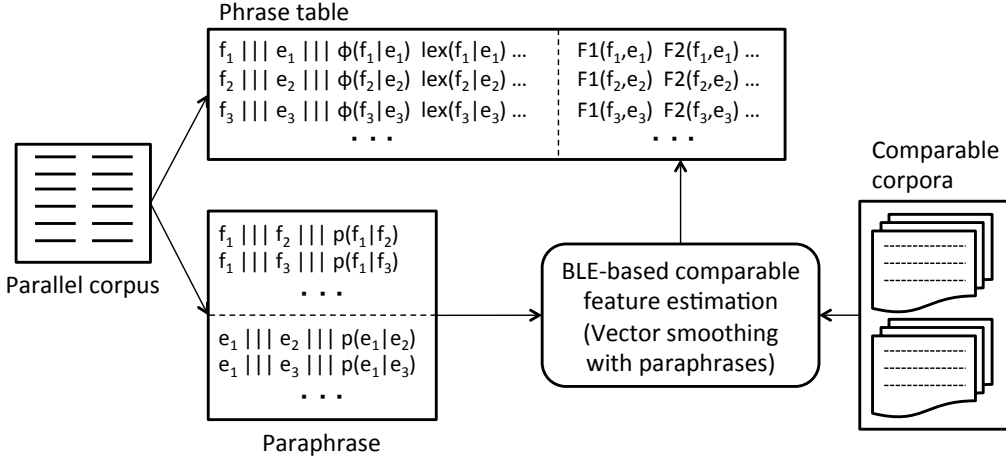 Phrase table
f₁ ||| e₁ ||| ϕ(f₁|e₁) lex(f₁|e₁) ... F1(f₁,e₁) F2(f₁,e₁) ...
f₂ ||| e₂ ||| ϕ(f₂|e₂) lex(f₂|e₂) ... F1(f₂,e₂) F2(f₂,e₂) ...
f₃ ||| e₃ ||| ϕ(f₃|e₃) lex(f₃|e₃) ... F1(f₃,e₃) F2(f₃,e₃) ...
. . . . . .
Parallel corpus
f₁ ||| f₂ ||| p(f₁|f₂)
f₁ ||| f₃ ||| p(f₁|f₃)
. . .
e₁ ||| e₂ ||| p(e₁|e₂)
e₁ ||| e₃ ||| p(e₁|e₃)
. . .
Paraphrase
BLE-based comparable
feature estimation
(Vector smoothing
with paraphrases)
Comparable
corpora